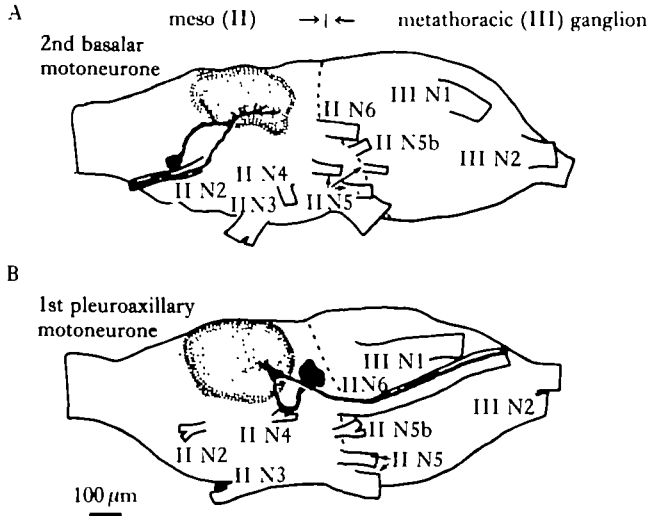 A
meso (II) →|← metathoracic (III) ganglion
2nd basalar
motoneurone
II N6
III N1
II N5b
III N2
II N2
II N4
II N3
II N5
B
1st pleuroaxillary
motoneurone
III N1
II N6
III N2
II N4
II N5b
II N2
II N5
II N3
100 μm